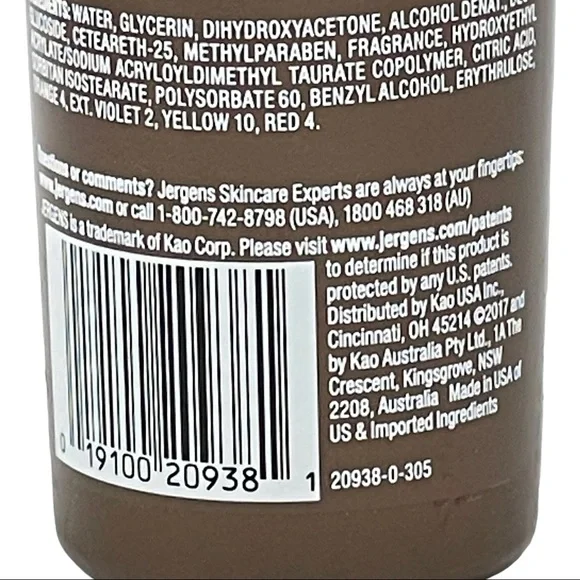 INGREDIENTS: WATER, GLYCERIN, DIHYDROXYACETONE, ALCOHOL DENAT.,
GLUCOSIDE, CETEARETH-25, METHYLPARABEN, FRAGRANCE, HYDROXYETHYL
ACRYLATE/SODIUM ACRYLOYLDIMETHYL TAURATE COPOLYMER, CITRIC ACID,
SORBITAN ISOSTEARATE, POLYSORBATE 60, BENZYL ALCOHOL, ERYTHRULOSE,
ORANGE 4, EXT. VIOLET 2, YELLOW 10, RED 4.
Questions or comments? Jergens Skincare Experts are always at your fingertips:
www.Jergens.com or call 1-800-742-8798 (USA), 1800 468 318 (AU)
JERGENS is a trademark of Kao Corp. Please visit www.Jergens.com/patents
to determine if this product is
protected by any U.S. patents.
Distributed by Kao USA Inc.,
Cincinnati, OH 45214 ©2017 and
by Kao Australia Pty Ltd., 1A The
Crescent, Kingsgrove, NSW
2208, Australia Made in USA of
US & Imported Ingredients
0 19100 20938 1
20938-0-305